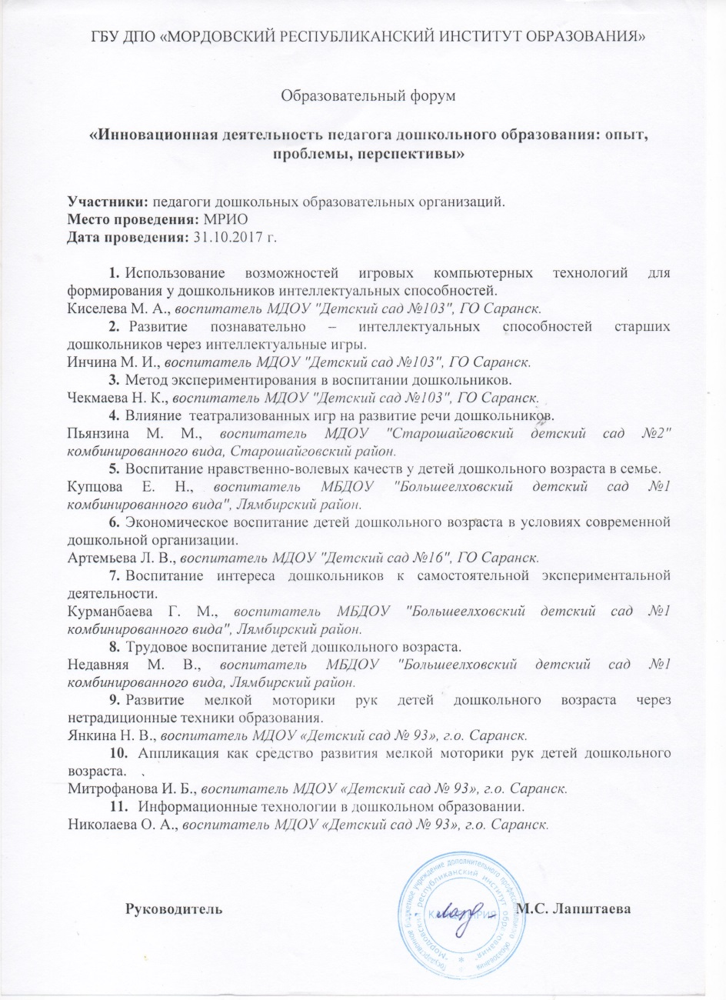 ГБУ ДПО «МОРДОВСКИЙ РЕСПУБЛИКАНСКИЙ ИНСТИТУТ ОБРАЗОВАНИЯ»
Образовательный форум
«Инновационная деятельность педагога дошкольного образования: опыт,
проблемы, перспективы»
Участники: педагоги дошкольных образовательных организаций.
Место проведения: МРИО
Дата проведения: 31.10.2017 г.
1. Использование возможностей игровых компьютерных технологий для
формирования у дошкольников интеллектуальных способностей.
Киселева М. А., воспитатель МДОУ "Детский сад №103", ГО Саранск.
2. Развитие познавательно – интеллектуальных способностей старших
дошкольников через интеллектуальные игры.
Инчина М. И., воспитатель МДОУ "Детский сад №103", ГО Саранск.
3. Метод экспериментирования в воспитании дошкольников.
Чекмаева Н. К., воспитатель МДОУ "Детский сад №103", ГО Саранск.
4. Влияние театрализованных игр на развитие речи дошкольников.
Пьянзина М. М., воспитатель МДОУ "Старошайговский детский сад №2"
комбинированного вида, Старошайговский район.
5. Воспитание нравственно-волевых качеств у детей дошкольного возраста в семье.
Купцова Е. Н., воспитатель МБДОУ "Большеелховский детский сад №1
комбинированного вида", Лямбирский район.
6. Экономическое воспитание детей дошкольного возраста в условиях современной
дошкольной организации.
Артемьева Л. В., воспитатель МДОУ "Детский сад №16", ГО Саранск.
7. Воспитание интереса дошкольников к самостоятельной экспериментальной
деятельности.
Курманбаева Г. М., воспитатель МБДОУ "Большеелховский детский сад №1
комбинированного вида", Лямбирский район.
8. Трудовое воспитание детей дошкольного возраста.
Недавняя М. В., воспитатель МБДОУ "Большеелховский детский сад №1
комбинированного вида, Лямбирский район.
9. Развитие мелкой моторики рук детей дошкольного возраста через
нетрадиционные техники образования.
Янкина Н. В., воспитатель МДОУ «Детский сад № 93», г.о. Саранск.
10. Аппликация как средство развития мелкой моторики рук детей дошкольного
возраста.
Митрофанова И. Б., воспитатель МДОУ «Детский сад № 93», г.о. Саранск.
11. Информационные технологии в дошкольном образовании.
Николаева О. А., воспитатель МДОУ «Детский сад № 93», г.о. Саранск.
Государственное бюджетное учреждение дополнительного профессионального образования
"Мордовский республиканский институт образования"
Руководитель М.С. Лапштаева